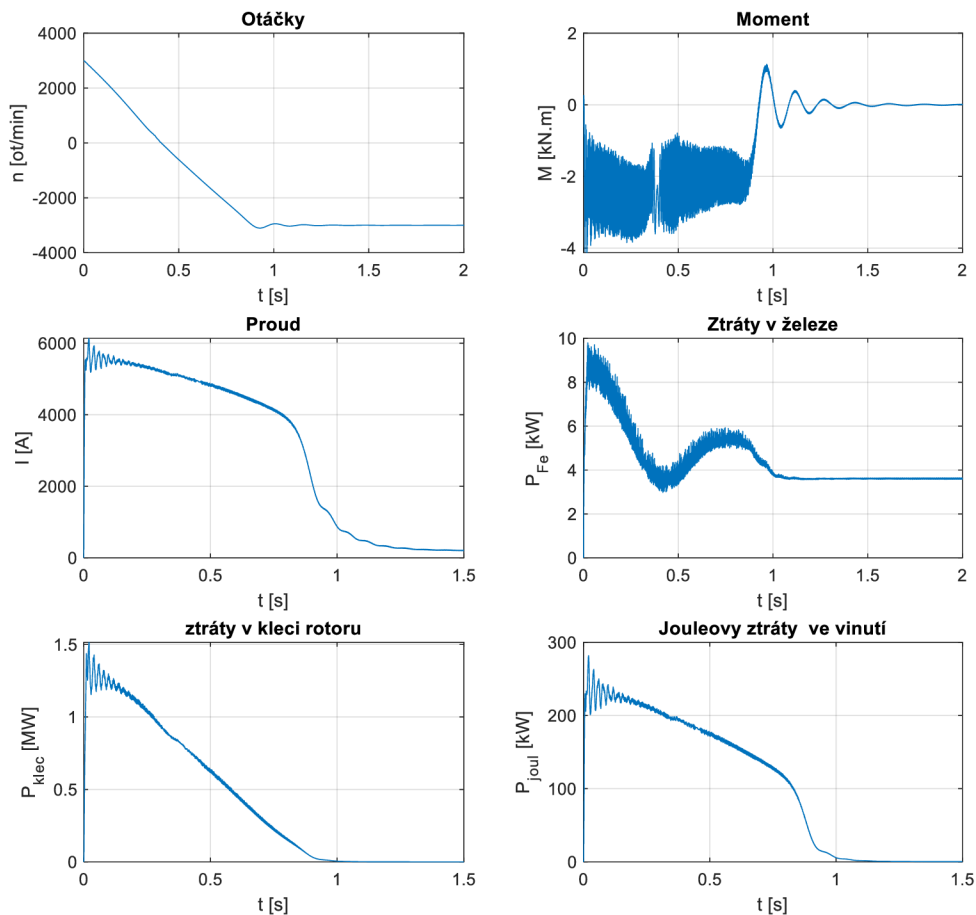 Otáčky
n [ot/min]
4000
2000
0
-2000
-4000
0 0.5 1 1.5 2
t [s]
Moment
M [kN.m]
2
0
-2
-4
0 0.5 1 1.5 2
t [s]
Proud
I [A]
6000
4000
2000
0
0 0.5 1 1.5
t [s]
Ztráty v železe
P_Fe [kW]
10
8
6
4
2
0
0 0.5 1 1.5 2
t [s]
ztráty v kleci rotoru
P_klec [MW]
1.5
1
0.5
0
0 0.5 1 1.5
t [s]
Jouleovy ztráty ve vinutí
P_joul [kW]
300
200
100
0
0 0.5 1 1.5
t [s]